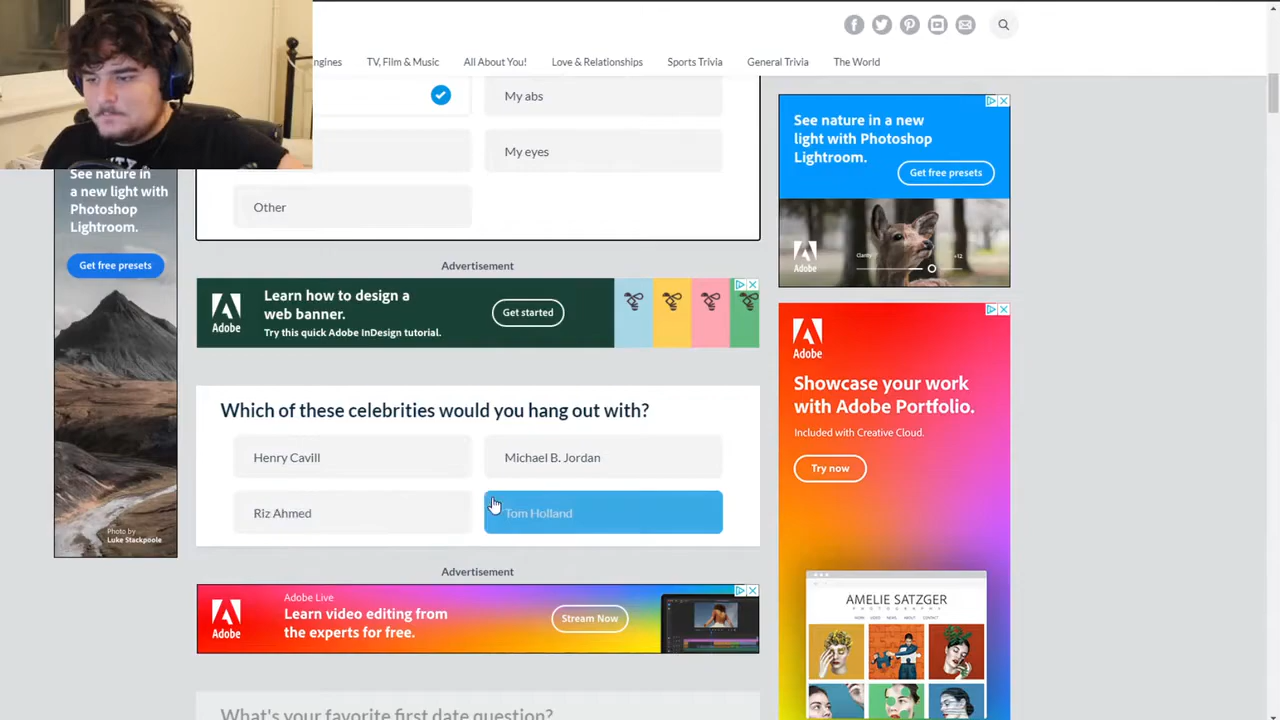 ngines
TV, Film & Music
All About You!
Love & Relationships
Sports Trivia
General Trivia
The World
My abs
My eyes
Other
See nature in
a new light with
Photoshop
Lightroom.
Get free presets
Photo by
Luke Stackpoole
Advertisement
Adobe
Learn how to design a
web banner.
Try this quick Adobe InDesign tutorial.
Get started
Which of these celebrities would you hang out with?
Henry Cavill
Michael B. Jordan
Riz Ahmed
Tom Holland
Advertisement
Adobe
Adobe Live
Learn video editing from
the experts for free.
Stream Now
What's your favorite first date question?
See nature in a new
light with Photoshop
Lightroom.
Get free presets
Adobe
Clarity
+12
Adobe
Showcase your work
with Adobe Portfolio.
Included with Creative Cloud.
Try now
AMELIE SATZGER
PHOTOGRAPHY